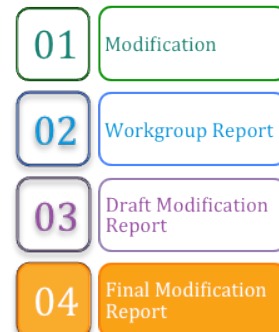 01 Modification
02 Workgroup Report
03 Draft Modification
Report
04 Final Modification
Report